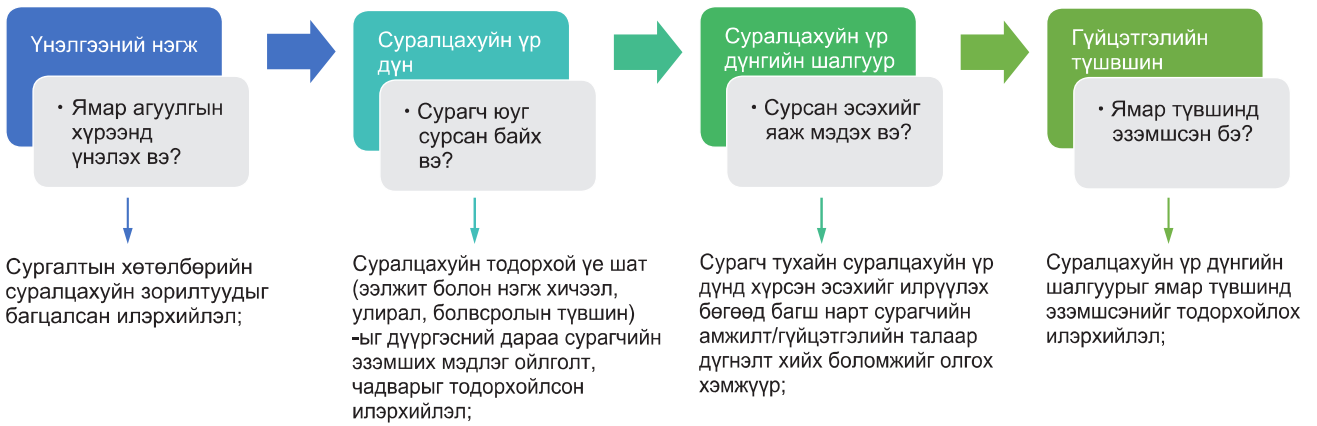 Үнэлгээний нэгж
• Ямар агуулгын
хүрээнд
үнэлэх вэ?
Сургалтын хөтөлбөрийн
суралцахуйн зорилтуудыг
багцалсан илэрхийлэл;
Суралцахуйн үр
дүн
• Сурагч юуг
сурсан байх
вэ?
Суралцахуйн тодорхой үе шат
(ээлжит болон нэгж хичээл,
улирал, болвсролын түвшин)
-ыг дүүргэсний дараа сурагчийн
эзэмших мэдлэг ойлголт,
чадварыг тодорхойлсон
илэрхийлэл;
Суралцахуйн үр
дүнгийн шалгуур
• Сурсан эсэхийг
яаж мэдэх вэ?
Сурагч тухайн суралцахуйн үр
дүнд хүрсэн эсэхийг илрүүлэх
бөгөөд багш нарт сурагчийн
амжилт/гүйцэтгэлийн талаар
дүгнэлт хийх боломжийг олгох
хэмжүүр;
Гүйцэтгэлийн
түшвшин
• Ямар түвшинд
эзэмшсэн бэ?
Суралцахуйн үр дүнгийн
шалгуурыг ямар түвшинд
эзэмшсэнийг тодорхойлох
илэрхийлэл;